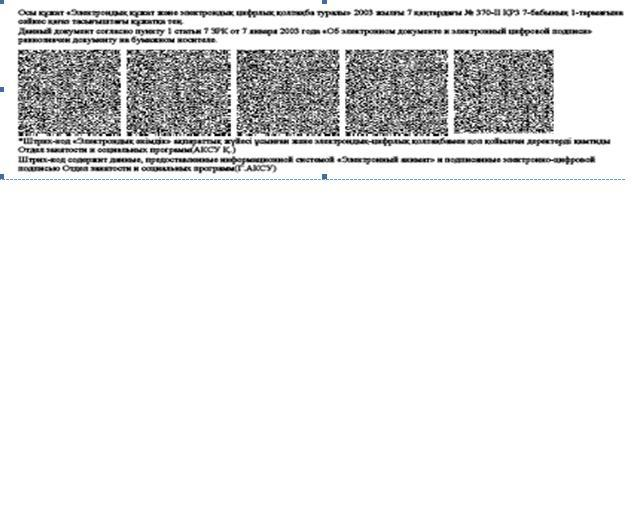 Осы құжат «Электрондық құжат және электрондық цифрлық қолтаңба туралы» 2003 жылғы 7 қаңтардағы № 370-II ҚРЗ 7-бабының 1-тармағына
сәйкес қағаз тасығыштағы құжатқа тең.
Данный документ согласно пункту 1 статьи 7 ЗРК от 7 января 2003 года «Об электронном документе и электронной цифровой подписи»
равнозначен документу на бумажном носителе.
*Штрих-код «Электрондық әкімдік» ақпараттық жүйесі ұсынған және электрондық-цифрлық қолтаңбамен қол қойылған деректерді қамтиды
Отдел занятости и социальных программ(АКСУ Қ.)
Штрих-код содержит данные, предоставленные информационной системой «Электронный акимат» и подписанные электронно-цифровой
подписью Отдел занятости и социальных программ(Г.АКСУ)